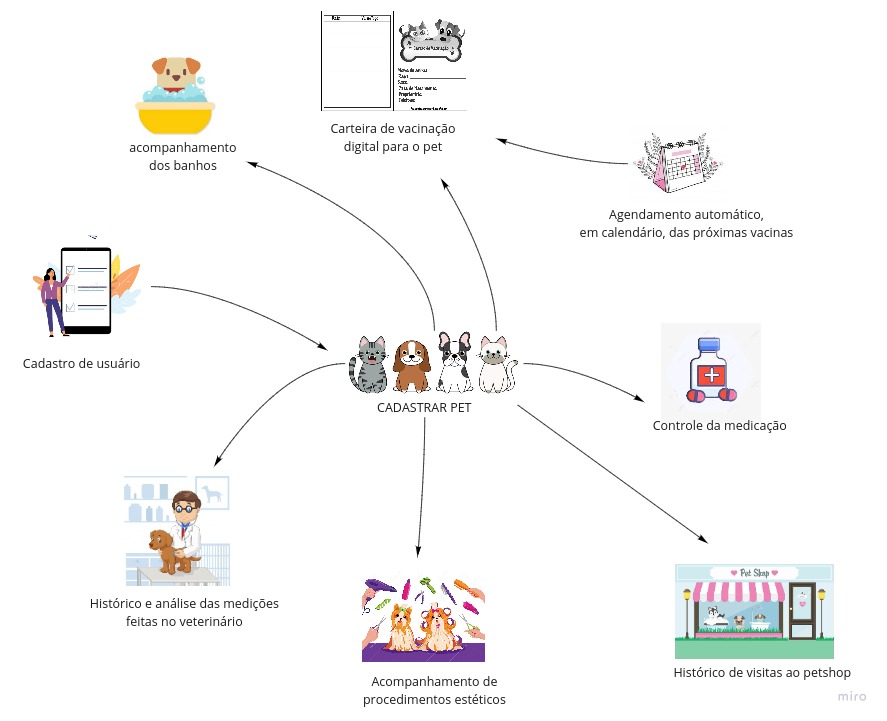 Carteira de vacinação
digital para o pet
acompanhamento
dos banhos
Agendamento automático,
em calendário, das próximas vacinas
Cadastro de usuário
CADASTRAR PET
Controle da medicação
Histórico e análise das medições
feitas no veterinário
Pet Shop
Acompanhamento de
procedimentos estéticos
Histórico de visitas ao petshop
miro